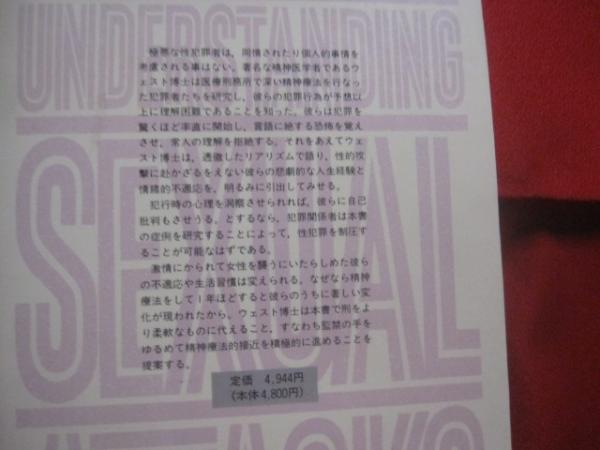 UNDERSTANDING
SEXUAL
ATTACKS
極悪な性犯罪者は，同情されたり個人的事情を
考慮される事はない。著名な精神医学者であるウ
ェスト博士は医療刑務所で深い精神療法を行なっ
た犯罪者たちを研究し，彼らの犯罪行為が予想以
上に理解困難であることを知った。彼らは犯罪を
驚くほど率直に開始し，言語に絶する恐怖を覚え
させ，常人の理解を拒絶する。それをあえてウェ
スト博士は，透徹したリアリズムで語り，性的攻
撃に赴かざるをえない彼らの悲劇的な人生経験と
情緒的不適応を，明るみに引出してみせる。
犯行時の心理を洞察させられれば，彼らに自己
批判もさせうる。とするなら，犯罪関係者は本書
の症例を研究することによって，性犯罪を制圧す
ることが可能なはずである。
激情にかられて女性を襲うにいたらしめた彼ら
の不適応や生活習慣は変えられる。なぜなら精神
療法をして1年ほどすると彼らのうちに著しい変
化が現われたから。ウェスト博士は本書で刑をよ
り柔軟なものに代えること，すなわち監禁の手を
ゆるめて精神療法的接近を積極的に進めることを
提案する。
定価 4,944円
(本体4,800円)